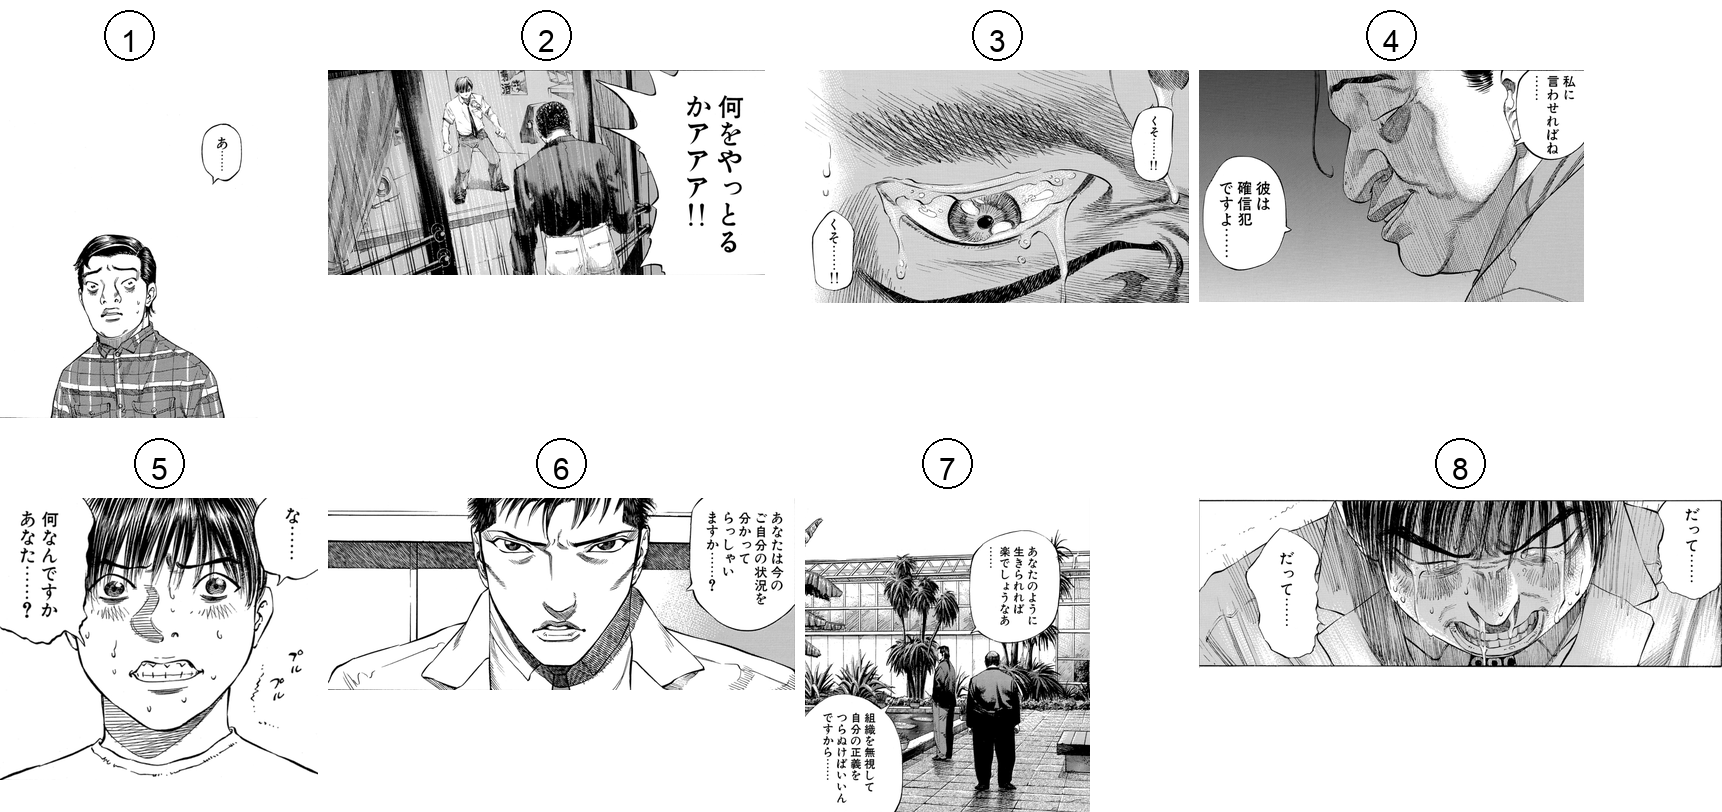 1
あ……
2
何をやっとる
かアアア!!
3
くそ……!!
くそ……!!
4
私に
言わせればね
……
彼は
確信犯
ですよ……
5
な……
何なんですか
あなた……?
プル
プル
6
あなたは今の
ご自分の状況を
分かって
らっしゃい
ますか……?
7
あなたのように
生きられれば
楽でしょうなあ
……
組織を無視して
自分の正義を
つらぬけばいいん
ですから……
8
だって……
だって……